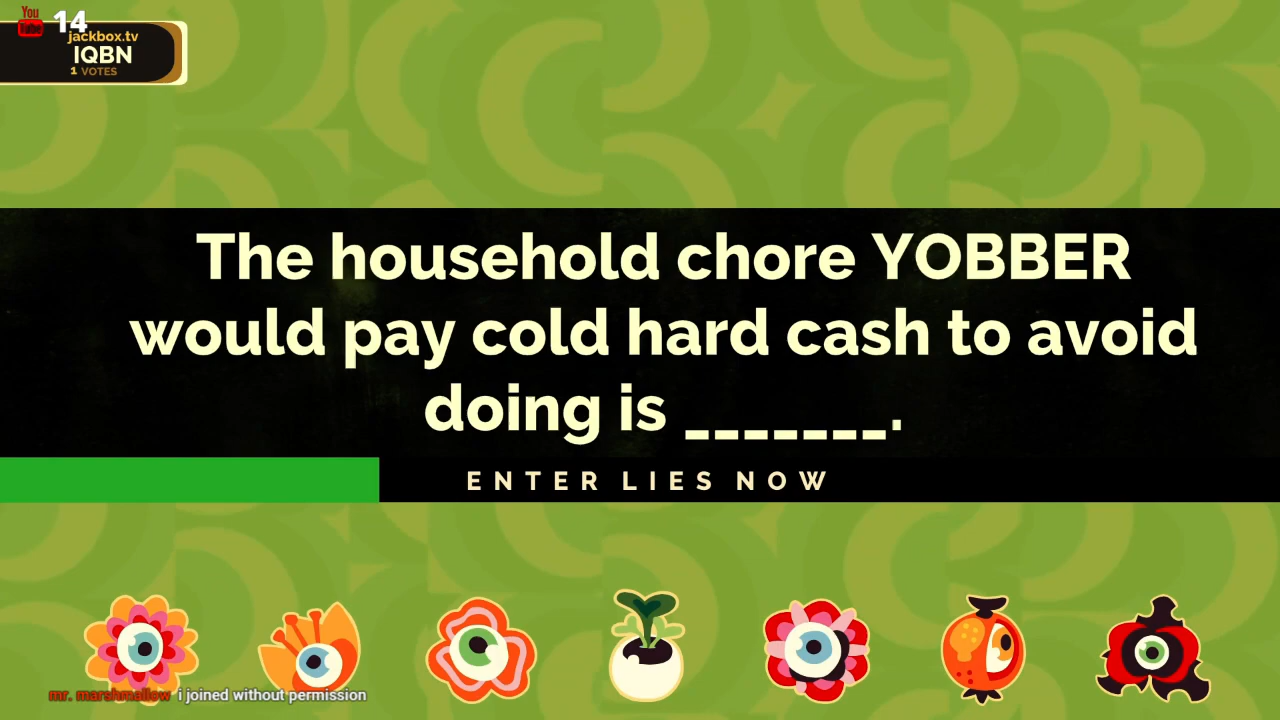 You
Tube 14
jackbox.tv
IQBN
1 VOTES
The household chore YOBBER
would pay cold hard cash to avoid
doing is _______.
ENTER LIES NOW
mr. marshmallow i joined without permission